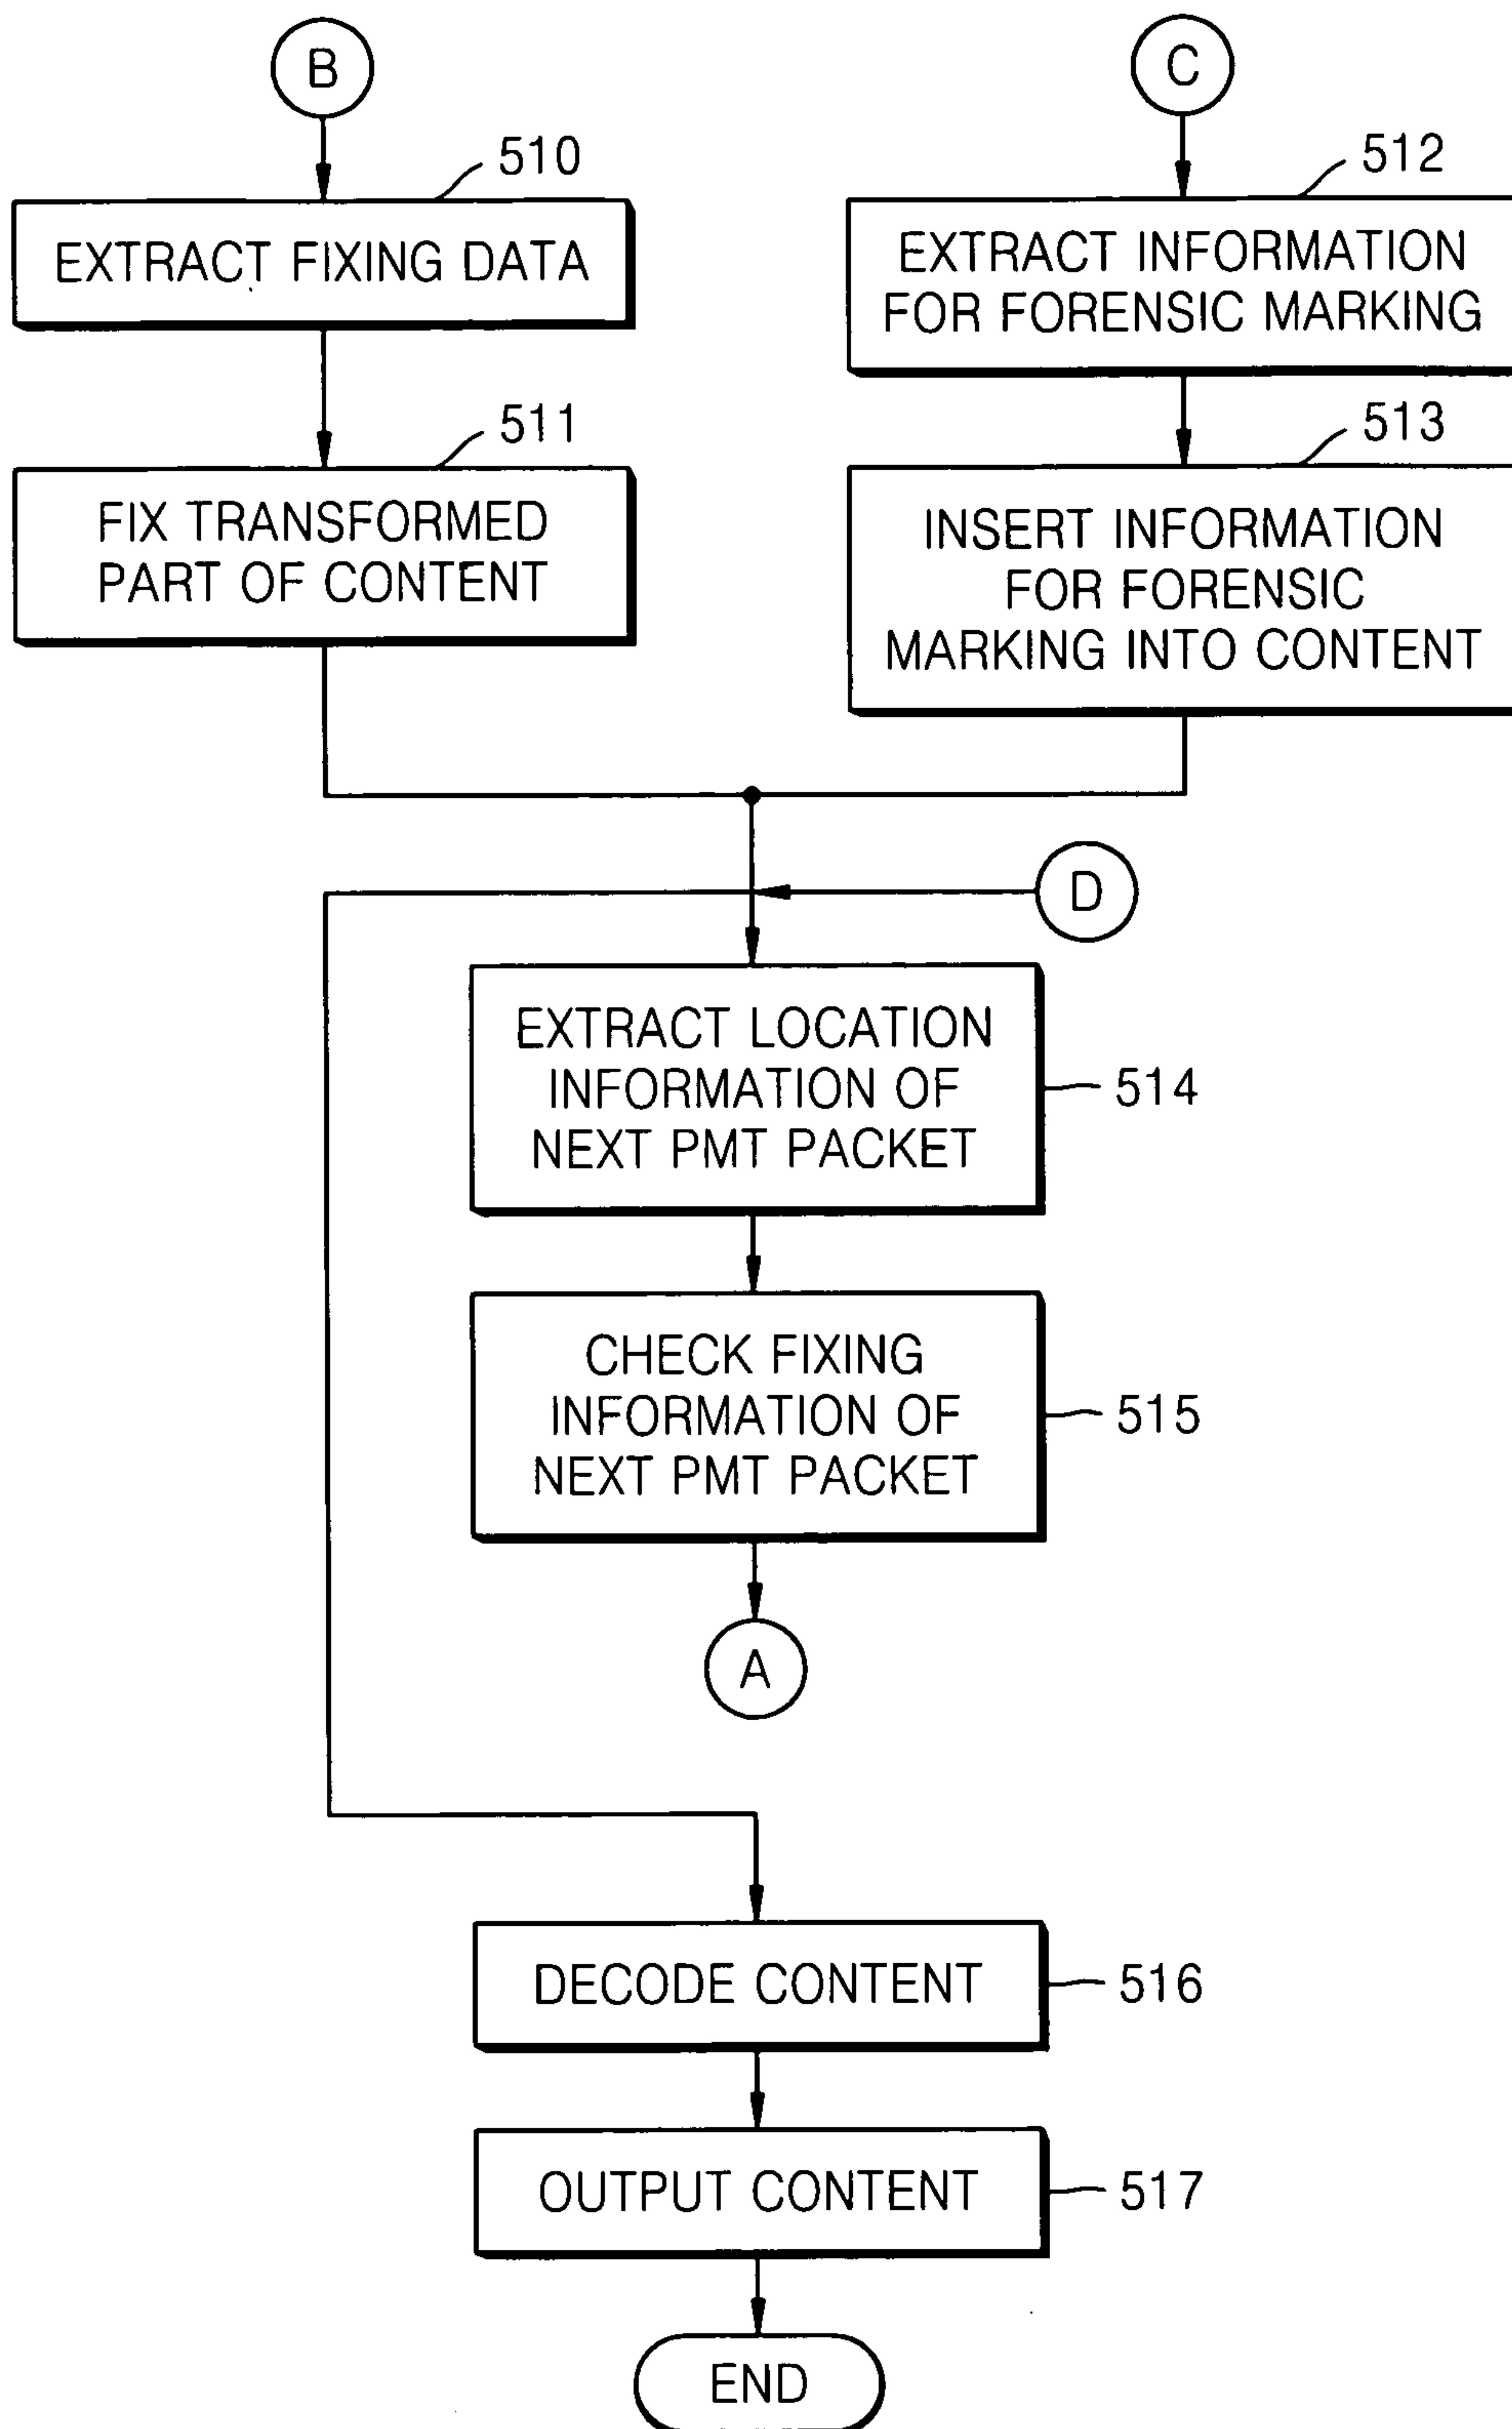 B
510
EXTRACT FIXING DATA
511
FIX TRANSFORMED
PART OF CONTENT
C
512
EXTRACT INFORMATION
FOR FORENSIC MARKING
513
INSERT INFORMATION
FOR FORENSIC
MARKING INTO CONTENT
D
EXTRACT LOCATION
INFORMATION OF
NEXT PMT PACKET
514
CHECK FIXING
INFORMATION OF
NEXT PMT PACKET
515
A
DECODE CONTENT
516
OUTPUT CONTENT
517
END